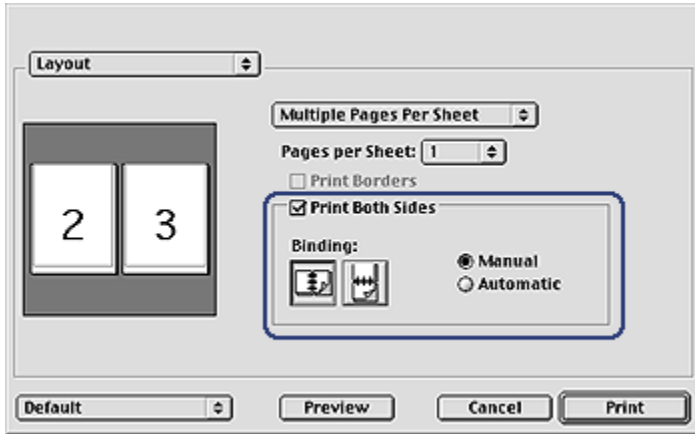 Layout
Multiple Pages Per Sheet
Pages per Sheet: 1
Print Borders
Print Both Sides
2 3
Binding:
Manual
Automatic
Default Preview Cancel Print